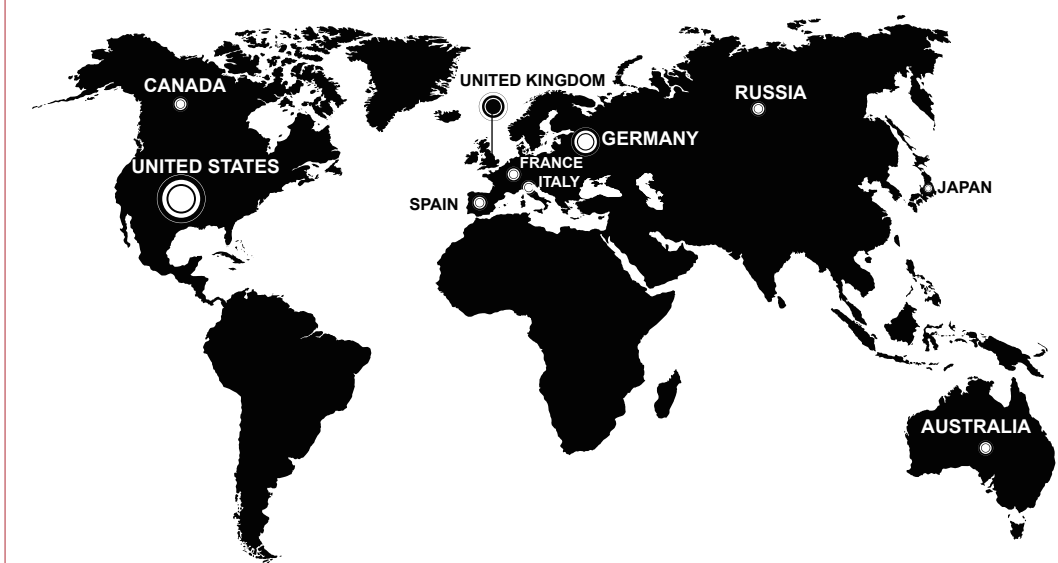 UNITED KINGDOM
CANADA
RUSSIA
GERMANY
UNITED STATES
FRANCE
ITALY
JAPAN
SPAIN
AUSTRALIA